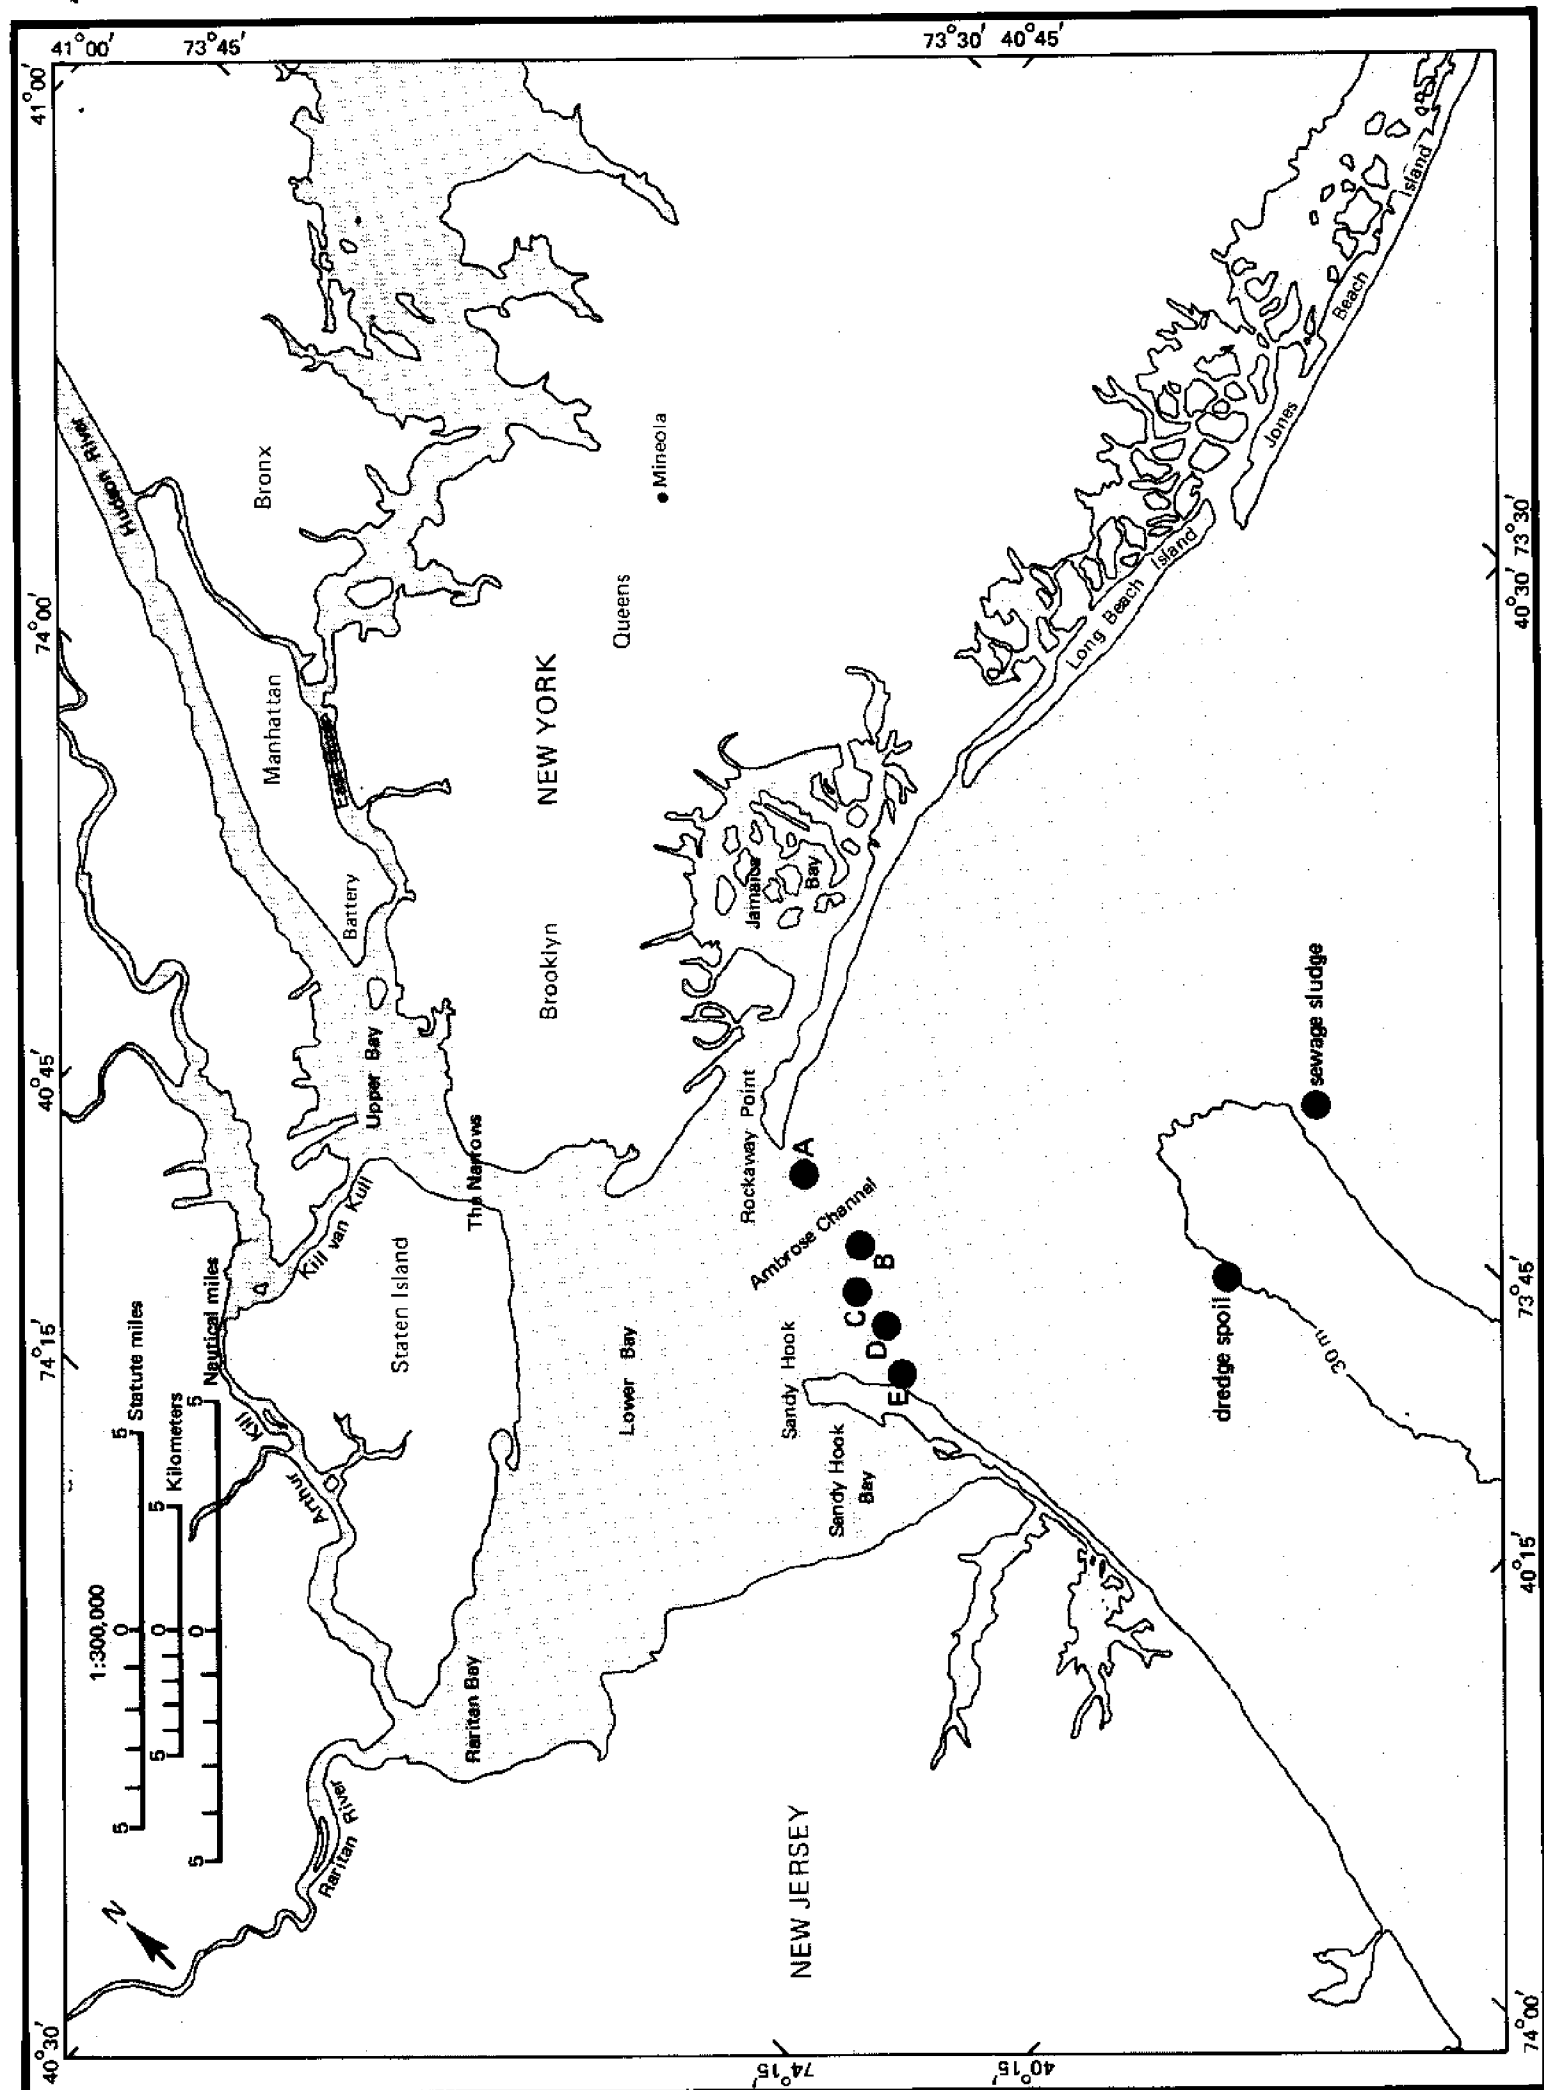 41°00'
73°45'
73°30'
40°45'
41°00'
74°00'
40°45'
74°15'
40°30'
Hudson River
Bronx
Manhattan
Mineola
Queens
NEW YORK
Battery
Brooklyn
Upper Bay
The Narrows
Kill van Kull
Staten Island
Arthur
Kill
Jamaica
Bay
Rockaway Point
Ambrose Channel
Lower Bay
Sandy Hook
Sandy Hook
Bay
Raritan Bay
Raritan River
NEW JERSEY
Long Beach Island
Jones Beach Island
A
B
C
D
E
sewage sludge
dredge spoil
30 m
1:300,000
5 0 5 Statute miles
5 0 5 Kilometers
5 0 5 Nautical miles
N
73°30'
40°30'
73°45'
40°15'
74°00'
74°15'
40°15'